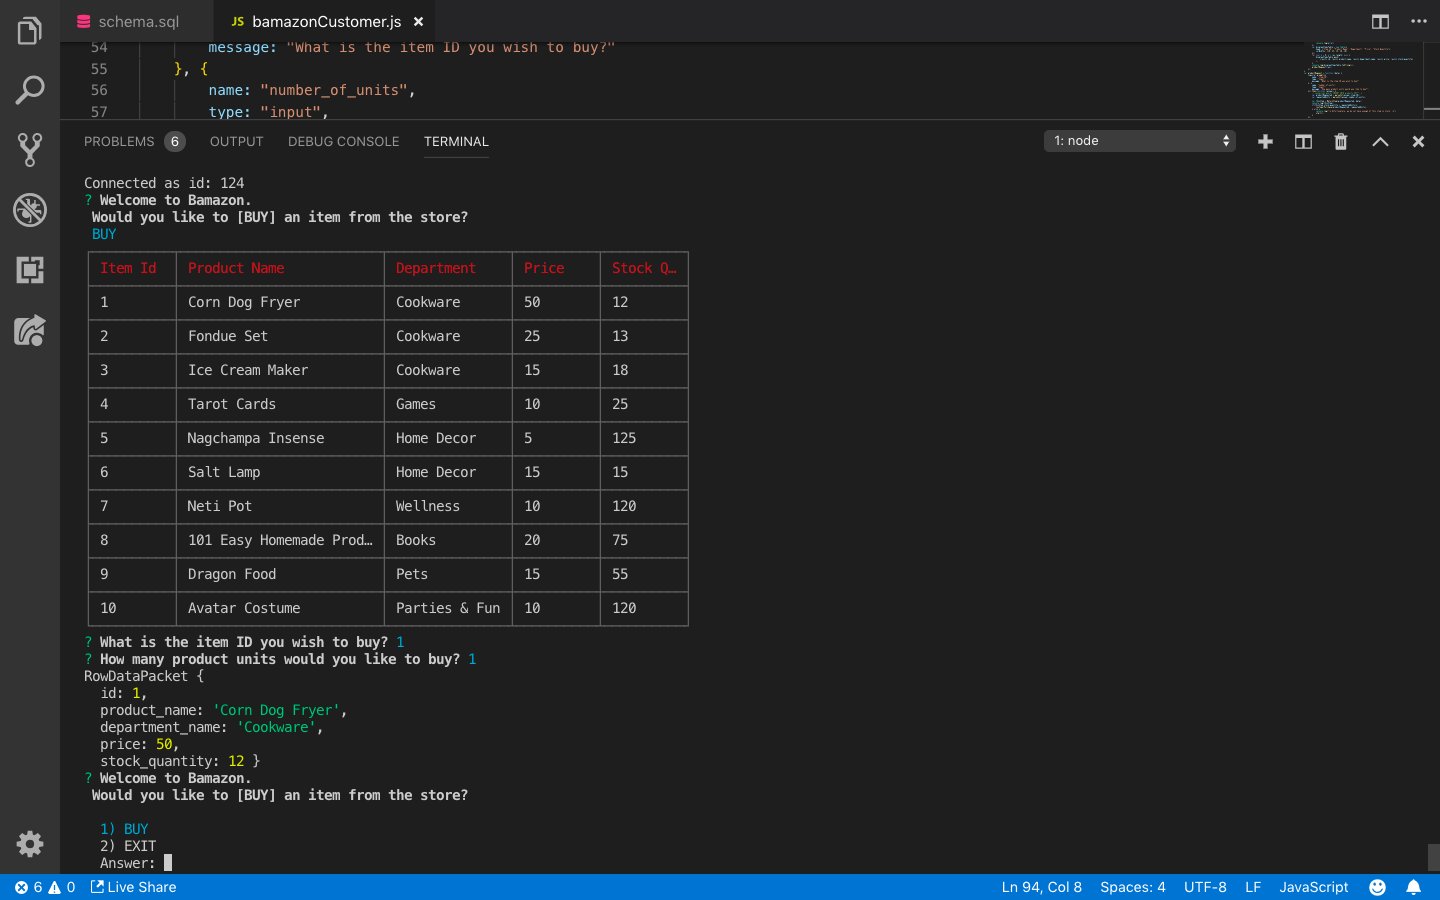 schema.sql
JS bamazonCustomer.js
54 message: "What is the item ID you wish to buy?"
55 }, {
56 name: "number_of_units",
57 type: "input",
PROBLEMS 6 OUTPUT DEBUG CONSOLE TERMINAL 1: node
Connected as id: 124
? Welcome to Bamazon.
Would you like to [BUY] an item from the store?
BUY
Item Id Product Name Department Price Stock Q…
1 Corn Dog Fryer Cookware 50 12
2 Fondue Set Cookware 25 13
3 Ice Cream Maker Cookware 15 18
4 Tarot Cards Games 10 25
5 Nagchampa Insense Home Decor 5 125
6 Salt Lamp Home Decor 15 15
7 Neti Pot Wellness 10 120
8 101 Easy Homemade Prod… Books 20 75
9 Dragon Food Pets 15 55
10 Avatar Costume Parties & Fun 10 120
? What is the item ID you wish to buy? 1
? How many product units would you like to buy? 1
RowDataPacket {
id: 1,
product_name: 'Corn Dog Fryer',
department_name: 'Cookware',
price: 50,
stock_quantity: 12 }
? Welcome to Bamazon.
Would you like to [BUY] an item from the store?
1) BUY
2) EXIT
Answer:
6 0 Live Share Ln 94, Col 8 Spaces: 4 UTF-8 LF JavaScript